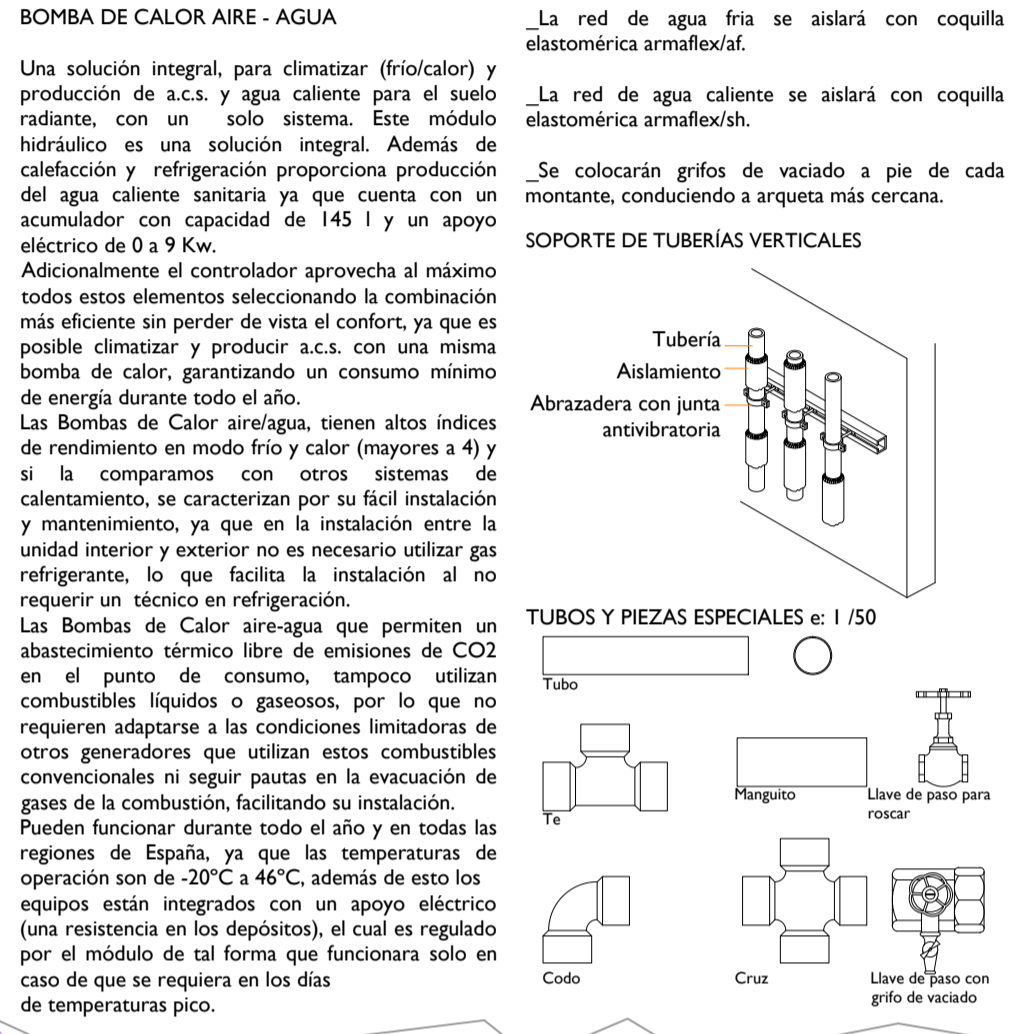 BOMBA DE CALOR AIRE - AGUA
Una solución integral, para climatizar (frío/calor) y
producción de a.c.s. y agua caliente para el suelo
radiante, con un solo sistema. Este módulo
hidráulico es una solución integral. Además de
calefacción y refrigeración proporciona producción
del agua caliente sanitaria ya que cuenta con un
acumulador con capacidad de 145 l y un apoyo
eléctrico de 0 a 9 Kw.
Adicionalmente el controlador aprovecha al máximo
todos estos elementos seleccionando la combinación
más eficiente sin perder de vista el confort, ya que es
posible climatizar y producir a.c.s. con una misma
bomba de calor, garantizando un consumo mínimo
de energía durante todo el año.
Las Bombas de Calor aire/agua, tienen altos índices
de rendimiento en modo frío y calor (mayores a 4) y
si la comparamos con otros sistemas de
calentamiento, se caracterizan por su fácil instalación
y mantenimiento, ya que en la instalación entre la
unidad interior y exterior no es necesario utilizar gas
refrigerante, lo que facilita la instalación al no
requerir un técnico en refrigeración.
Las Bombas de Calor aire-agua que permiten un
abastecimiento térmico libre de emisiones de CO2
en el punto de consumo, tampoco utilizan
combustibles líquidos o gaseosos, por lo que no
requieren adaptarse a las condiciones limitadoras de
otros generadores que utilizan estos combustibles
convencionales ni seguir pautas en la evacuación de
gases de la combustión, facilitando su instalación.
Pueden funcionar durante todo el año y en todas las
regiones de España, ya que las temperaturas de
operación son de -20ºC a 46ºC, además de esto los
equipos están integrados con un apoyo eléctrico
(una resistencia en los depósitos), el cual es regulado
por el módulo de tal forma que funcionara solo en
caso de que se requiera en los días
de temperaturas pico.
_La red de agua fria se aislará con coquilla
elastomérica armaflex/af.
_La red de agua caliente se aislará con coquilla
elastomérica armaflex/sh.
_Se colocarán grifos de vaciado a pie de cada
montante, conduciendo a arqueta más cercana.
SOPORTE DE TUBERÍAS VERTICALES
Tubería
Aislamiento
Abrazadera con junta
antivibratoria
TUBOS Y PIEZAS ESPECIALES e: 1 /50
Tubo
Te
Manguito
Llave de paso para
roscar
Codo
Cruz
Llave de paso con
grifo de vaciado